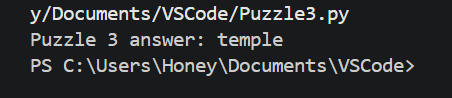 y/Documents/VSCode/Puzzle3.py
Puzzle 3 answer: temple
PS C:\Users\Honey\Documents\VSCode>